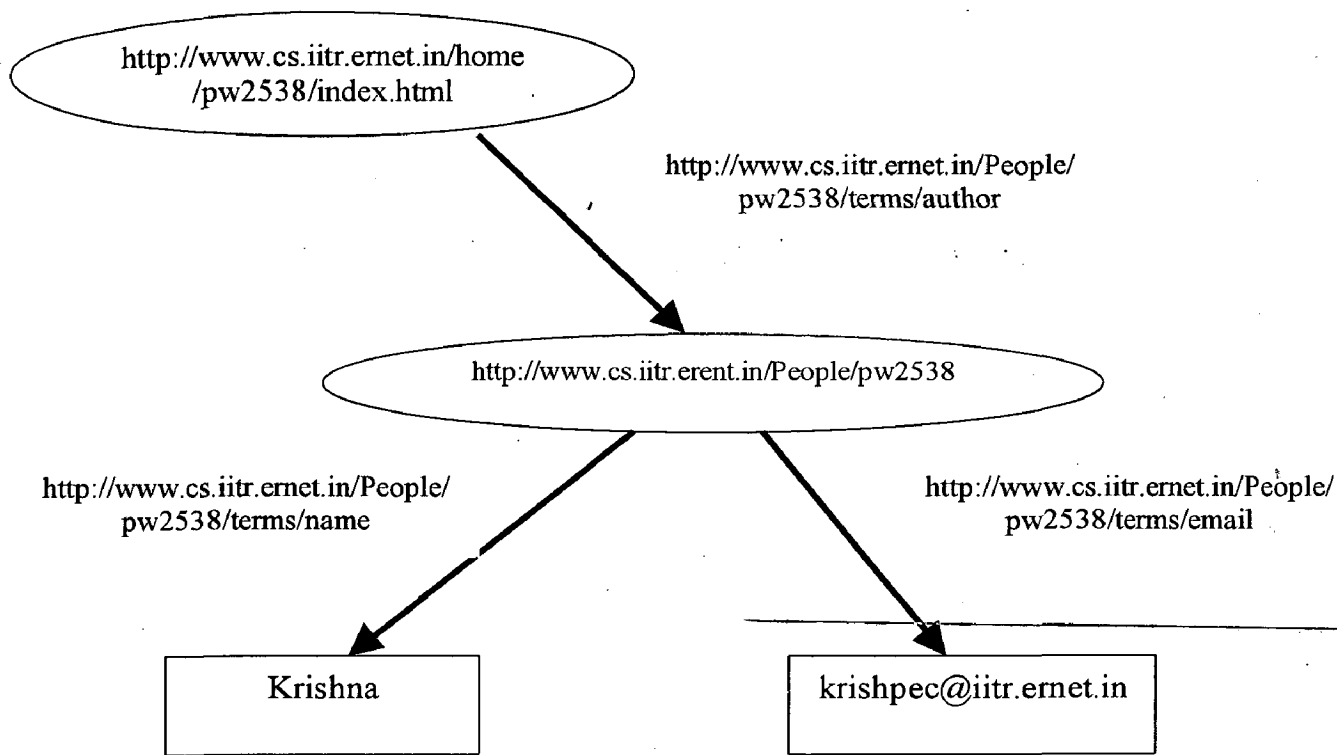 http://www.cs.iitr.ernet.in/home
/pw2538/index.html
http://www.cs.iitr.ernet.in/People/
pw2538/terms/author
http://www.cs.iitr.erent.in/People/pw2538
http://www.cs.iitr.ernet.in/People/
pw2538/terms/name
http://www.cs.iitr.ernet.in/People/
pw2538/terms/email
Krishna
krishpec@iitr.ernet.in